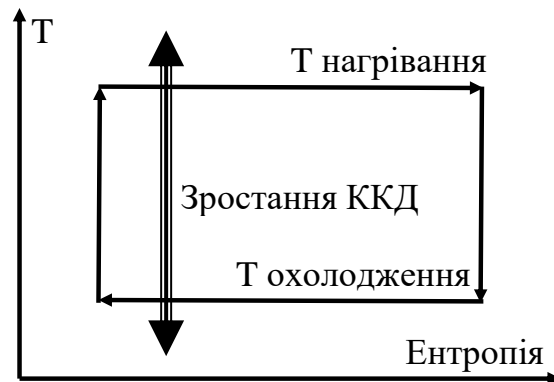 T
Т нагрівання
Зростання ККД
Т охолодження
Ентропія